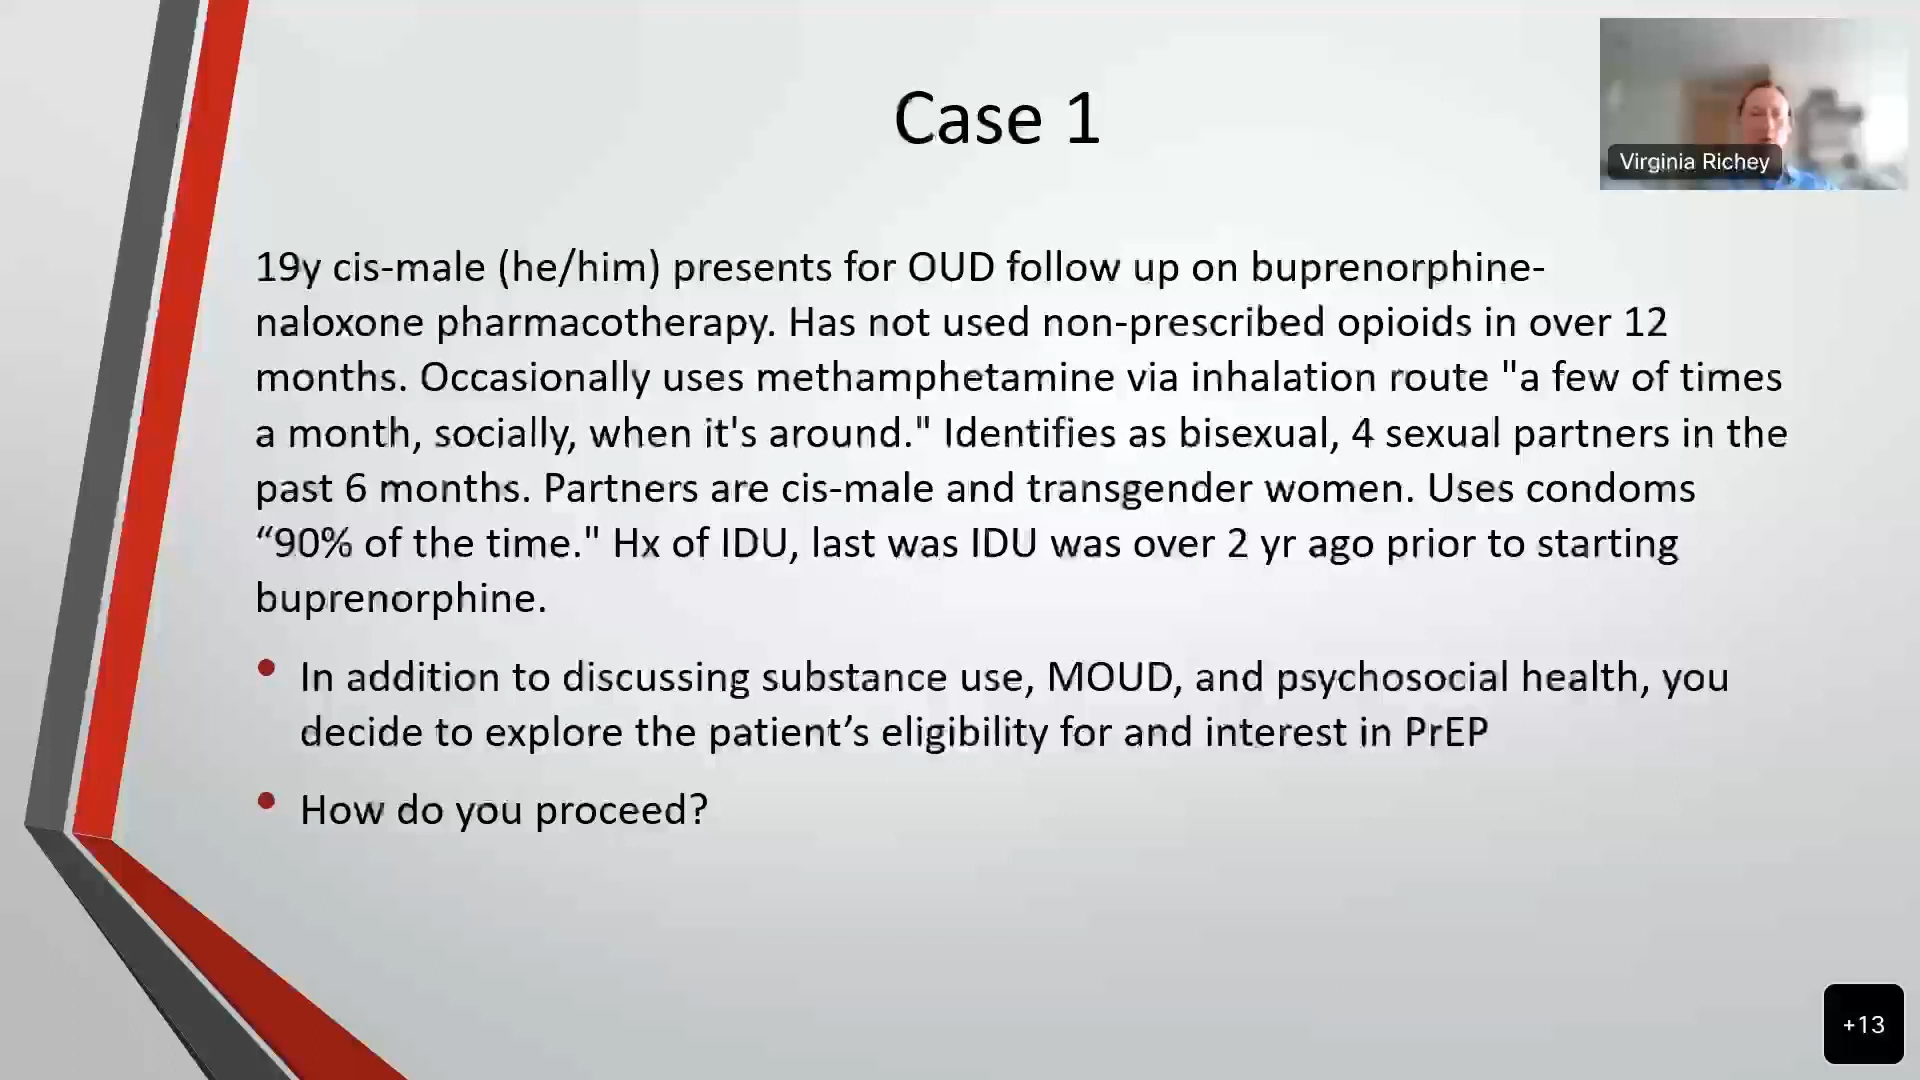 Case 1
Virginia Richey
19y cis-male (he/him) presents for OUD follow up on buprenorphine-
naloxone pharmacotherapy. Has not used non-prescribed opioids in over 12
months. Occasionally uses methamphetamine via inhalation route "a few of times
a month, socially, when it's around." Identifies as bisexual, 4 sexual partners in the
past 6 months. Partners are cis-male and transgender women. Uses condoms
“90% of the time." Hx of IDU, last was IDU was over 2 yr ago prior to starting
buprenorphine.
• In addition to discussing substance use, MOUD, and psychosocial health, you
decide to explore the patient’s eligibility for and interest in PrEP
• How do you proceed?
+13